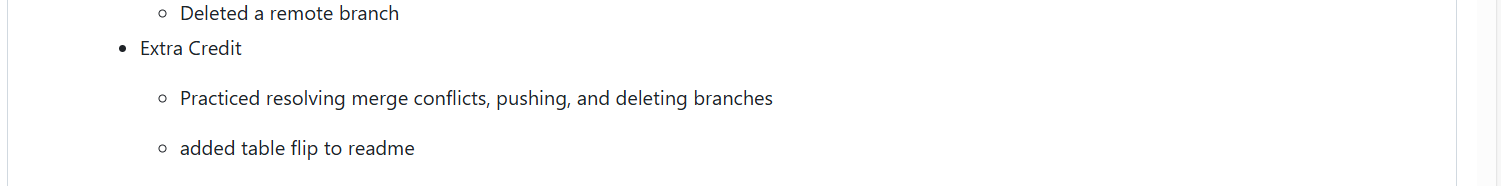 Deleted a remote branch
Extra Credit
Practiced resolving merge conflicts, pushing, and deleting branches
added table flip to readme